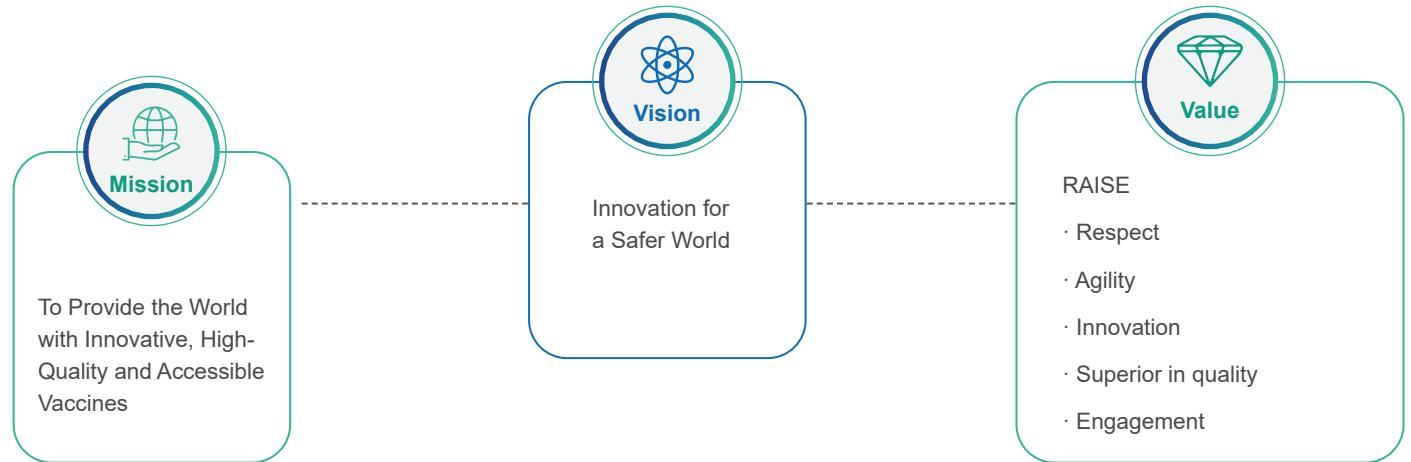 Mission
To Provide the World
with Innovative, High-
Quality and Accessible
Vaccines
Vision
Innovation for
a Safer World
Value
RAISE
· Respect
· Agility
· Innovation
· Superior in quality
· Engagement